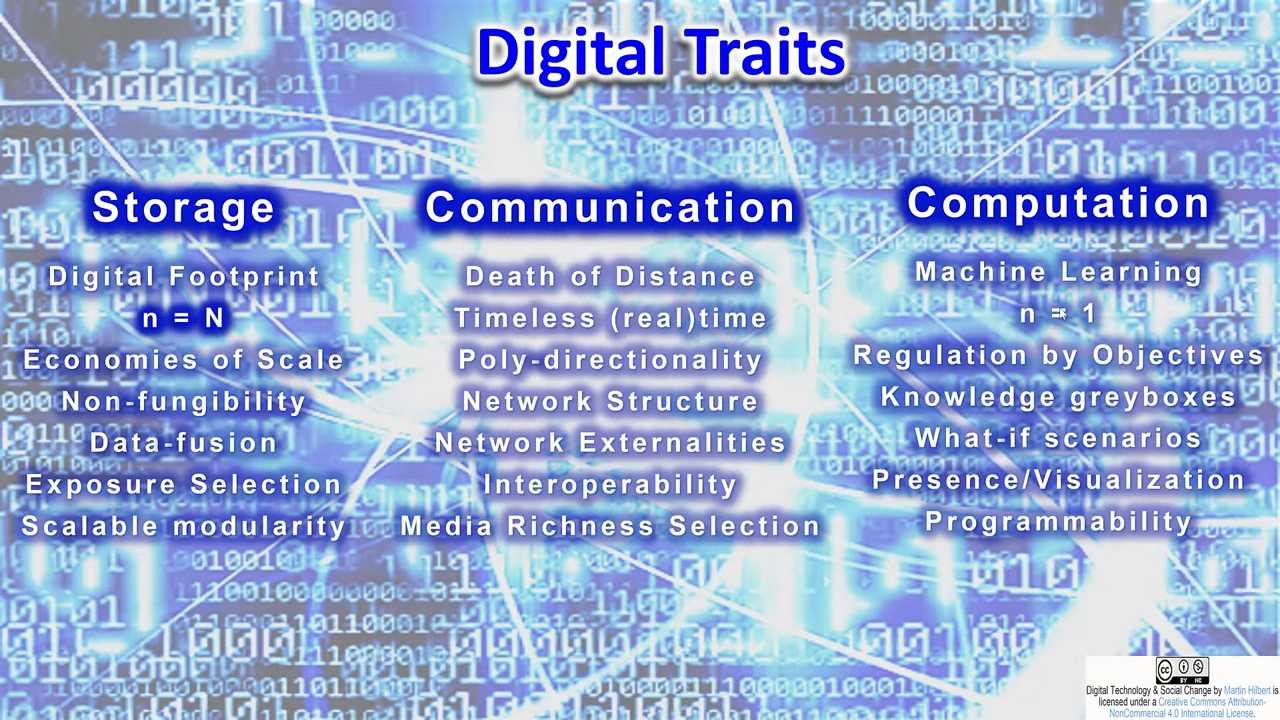 Digital Traits
Storage
Digital Footprint
n = N
Economies of Scale
Non-fungibility
Data-fusion
Exposure Selection
Scalable modularity
Communication
Death of Distance
Timeless (real)time
Poly-directionality
Network Structure
Network Externalities
Interoperability
Media Richness Selection
Computation
Machine Learning
n = 1
Regulation by Objectives
Knowledge greyboxes
What-if scenarios
Presence/Visualization
Programmability
cc
BY NC
Digital Technology & Social Change by Martin Hilbert is
licensed under a Creative Commons Attribution-
NonCommercial 4.0 International License.